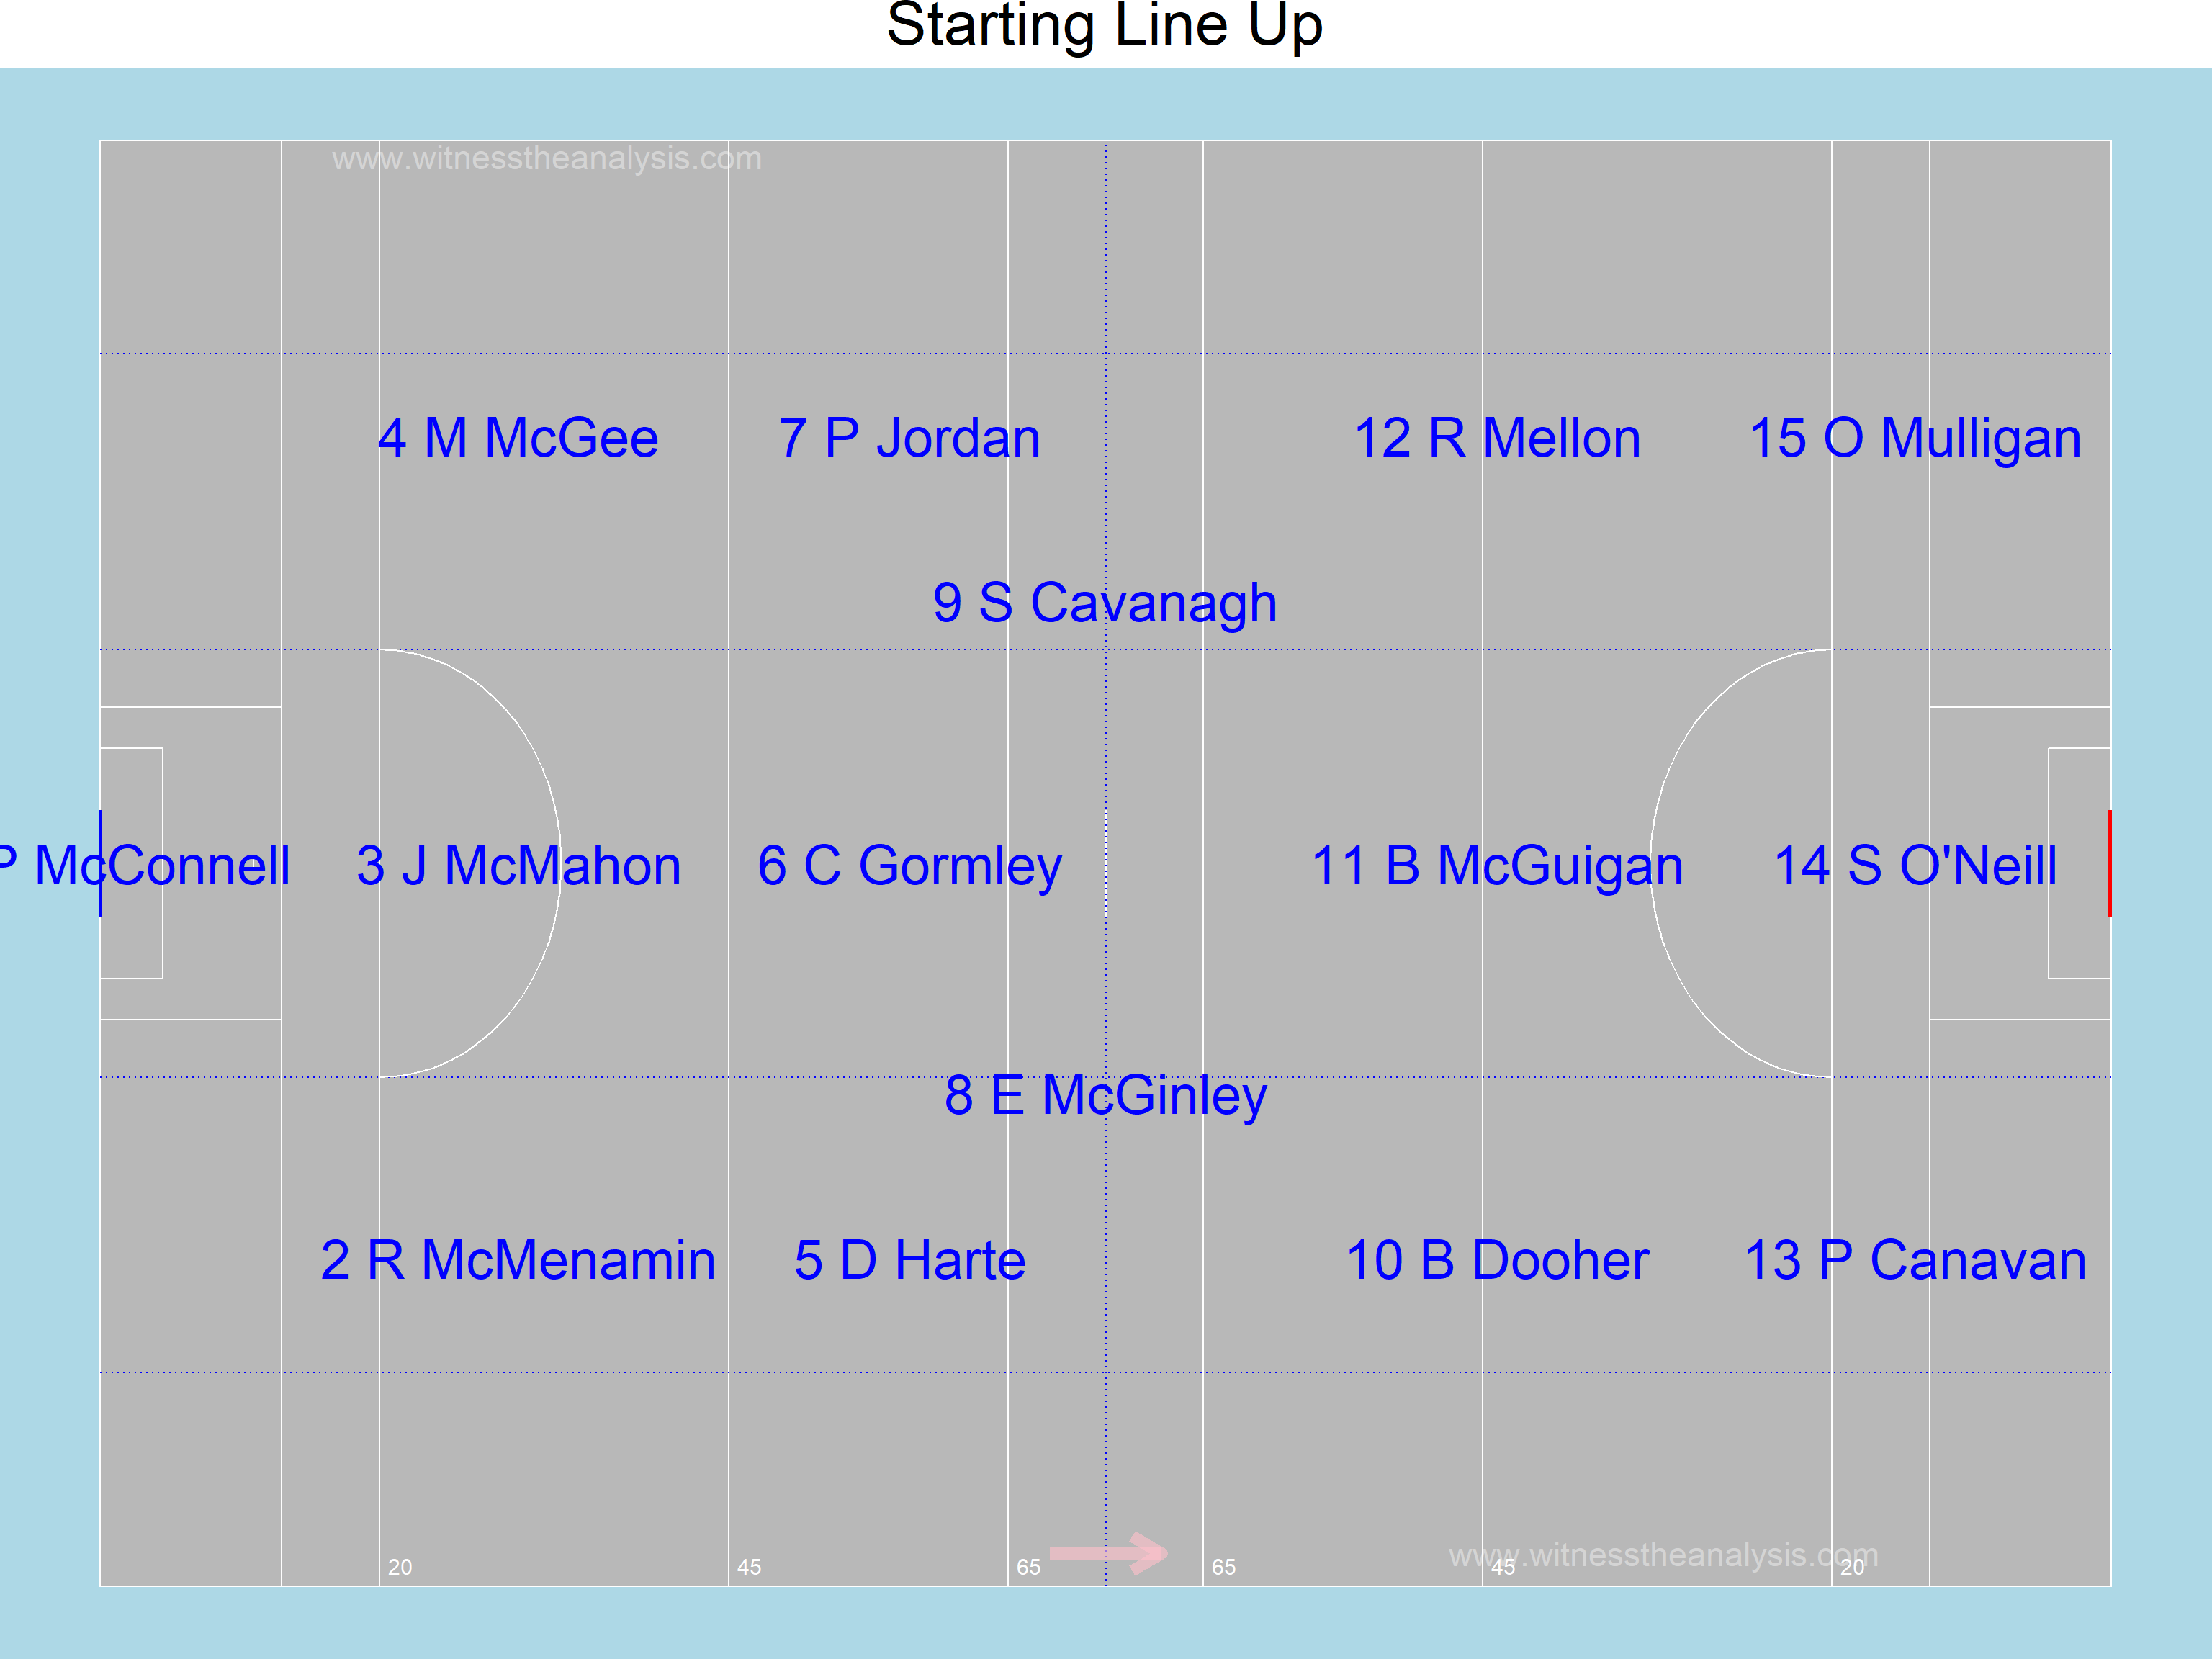 Starting Line Up
www.witnesstheanalysis.com
4 M McGee 7 P Jordan 12 R Mellon 15 O Mulligan
9 S Cavanagh
P McConnell 3 J McMahon 6 C Gormley 11 B McGuigan 14 S O'Neill
8 E McGinley
2 R McMenamin 5 D Harte 10 B Dooher 13 P Canavan
www.witnesstheanalysis.com
20 45 65 65 45 20